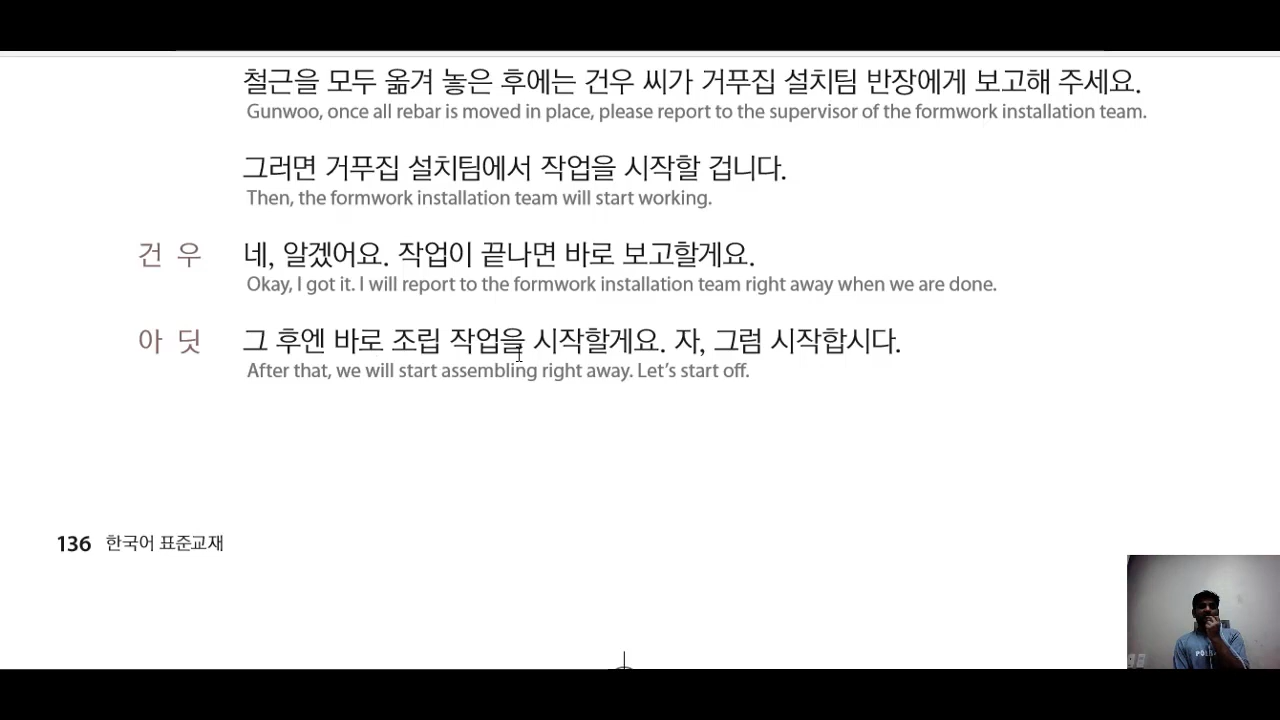 철근을 모두 옮겨 놓은 후에는 건우 씨가 거푸집 설치팀 반장에게 보고해 주세요.
Gunwoo, once all rebar is moved in place, please report to the supervisor of the formwork installation team.
그러면 거푸집 설치팀에서 작업을 시작할 겁니다.
Then, the formwork installation team will start working.
건 우 네, 알겠어요. 작업이 끝나면 바로 보고할게요.
Okay, I got it. I will report to the formwork installation team right away when we are done.
아 딧 그 후엔 바로 조립 작업을 시작할게요. 자, 그럼 시작합시다.
After that, we will start assembling right away. Let's start off.
136 한국어 표준교재